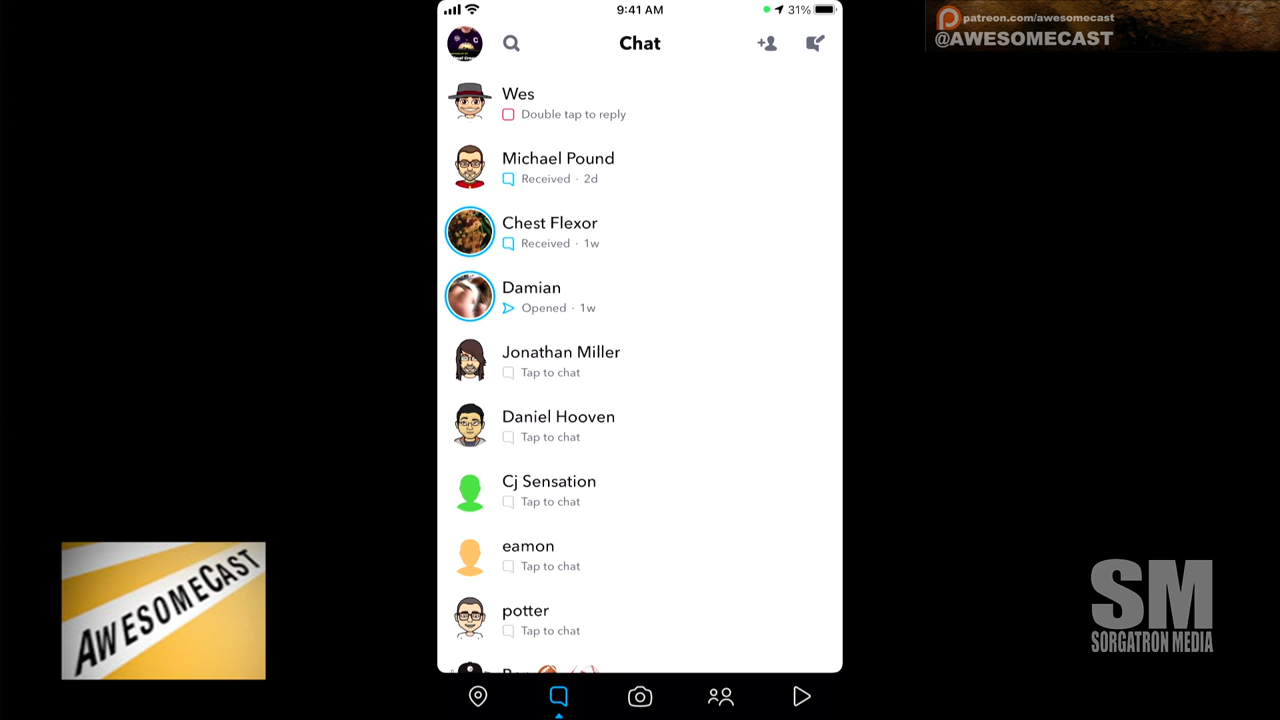 9:41 AM
31%
patreon.com/awesomecast
@AWESOMECAST
Chat
Wes
Double tap to reply
Michael Pound
Received · 2d
Chest Flexor
Received · 1w
Damian
Opened · 1w
Jonathan Miller
Tap to chat
Daniel Hooven
Tap to chat
Cj Sensation
Tap to chat
eamon
Tap to chat
potter
Tap to chat
AWESOMECAST
SM
SORGATRON MEDIA